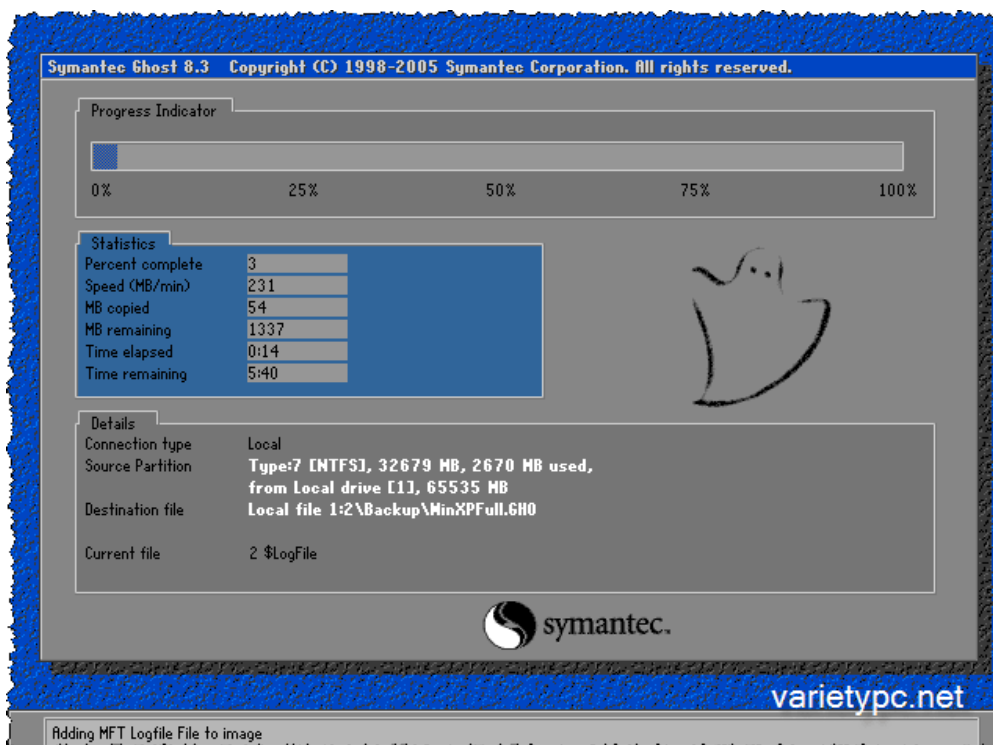 Symantec Ghost 8.3 Copyright (C) 1998-2005 Symantec Corporation. All rights reserved.
Progress Indicator
0% 25% 50% 75% 100%
Statistics
Percent complete 3
Speed (MB/min) 231
MB copied 54
MB remaining 1337
Time elapsed 0:14
Time remaining 5:40
Details
Connection type Local
Source Partition Type:7 [NTFS], 32679 MB, 2670 MB used,
from Local drive [1], 65535 MB
Destination file Local file 1:2\Backup\MinXPFull.GHO
Current file 2 $LogFile
symantec.
varietypc.net
Adding MFT Logfile File to image